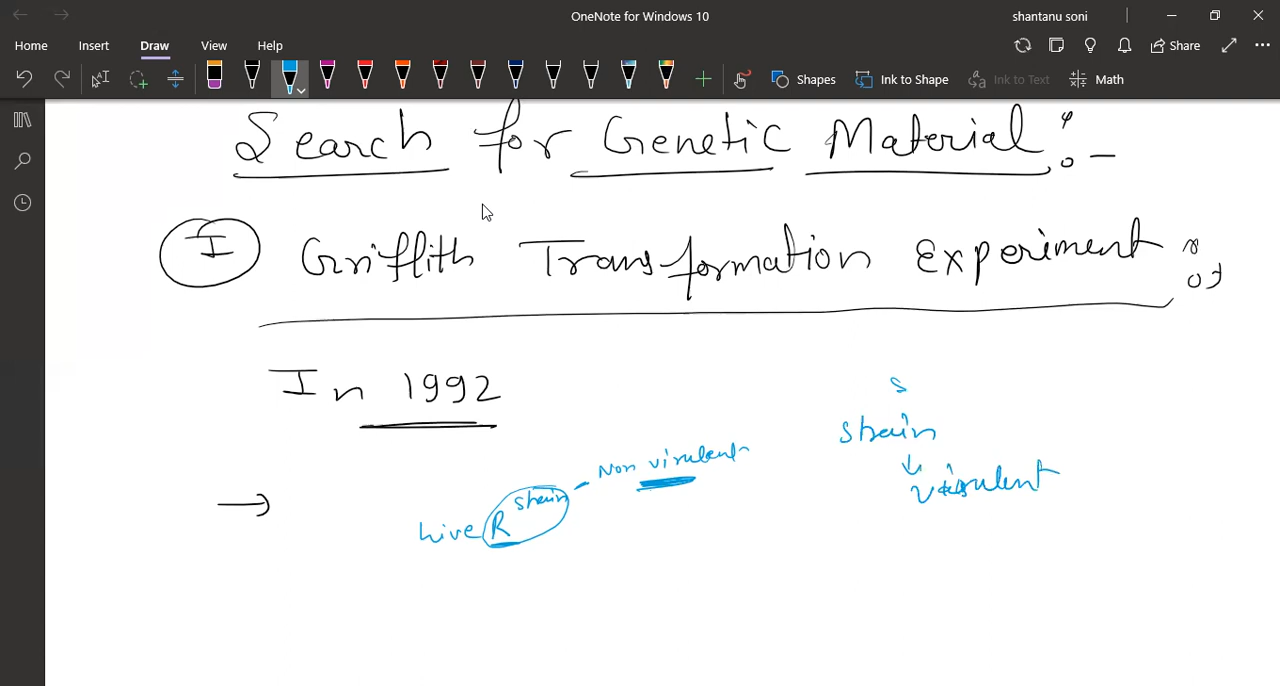 OneNote for Windows 10
shantanu soni
Home Insert Draw View Help
Share
Shapes Ink to Shape Ink to Text Math
Search for Genetic Material :-
I Griffith Transformation Experiment
In 1992
S
strain
Non virulent
virulent
live R strain